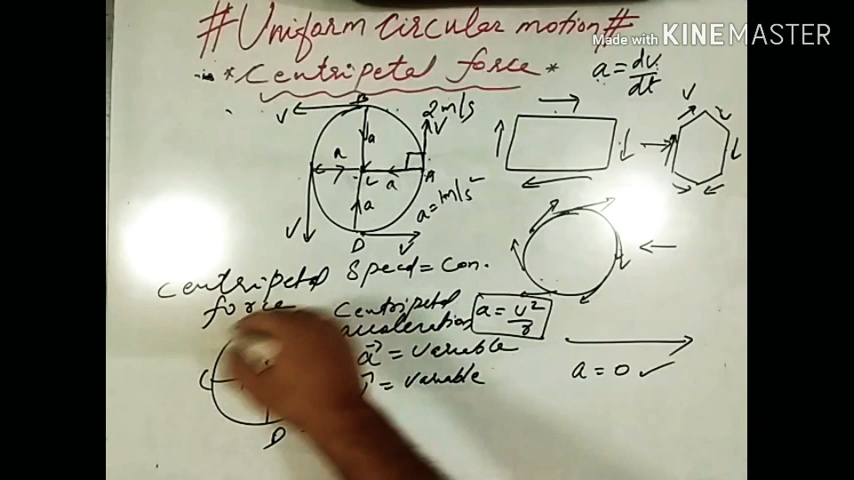 #Uniform circular motion#
Made with KINEMASTER
*Centripetal force*
a = dv/dt
B
V
2m/s
V
V
a
a
a
A
a = m/s²
a
V
D
V
Speed = Con.
Centripetal
force
Centripetal
acceleration
a = v²/r
a⃗ = variable
= variable
a = 0 ✓
D